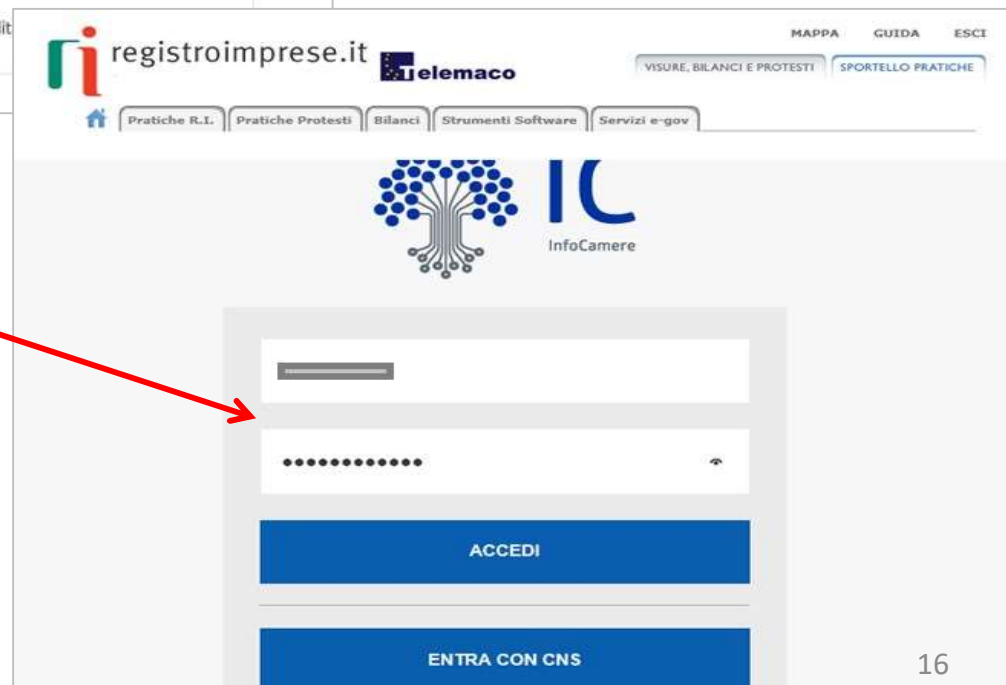 MAPPA GUIDA ESCI
registroimprese.it
Telemaco
VISURE, BILANCI E PROTESTI SPORTELLO PRATICHE
Pratiche R.I. Pratiche Protesti Bilanci Strumenti Software Servizi e-gov
IC
InfoCamere
••••••••••••
ACCEDI
ENTRA CON CNS
16